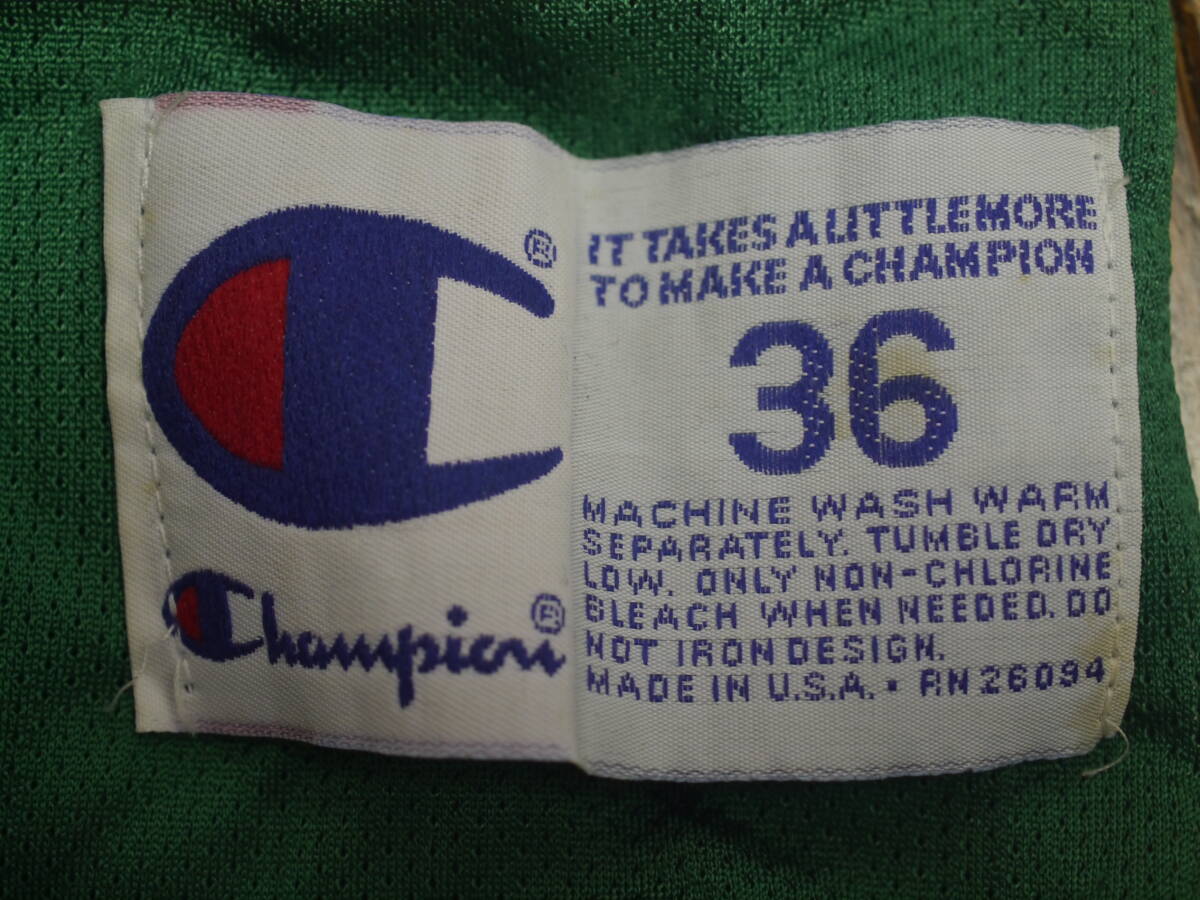 ®
Champion®
IT TAKES A LITTLE MORE
TO MAKE A CHAMPION
36
MACHINE WASH WARM
SEPARATELY. TUMBLE DRY
LOW. ONLY NON-CHLORINE
BLEACH WHEN NEEDED. DO
NOT IRON DESIGN.
MADE IN U.S.A. • RN 26094